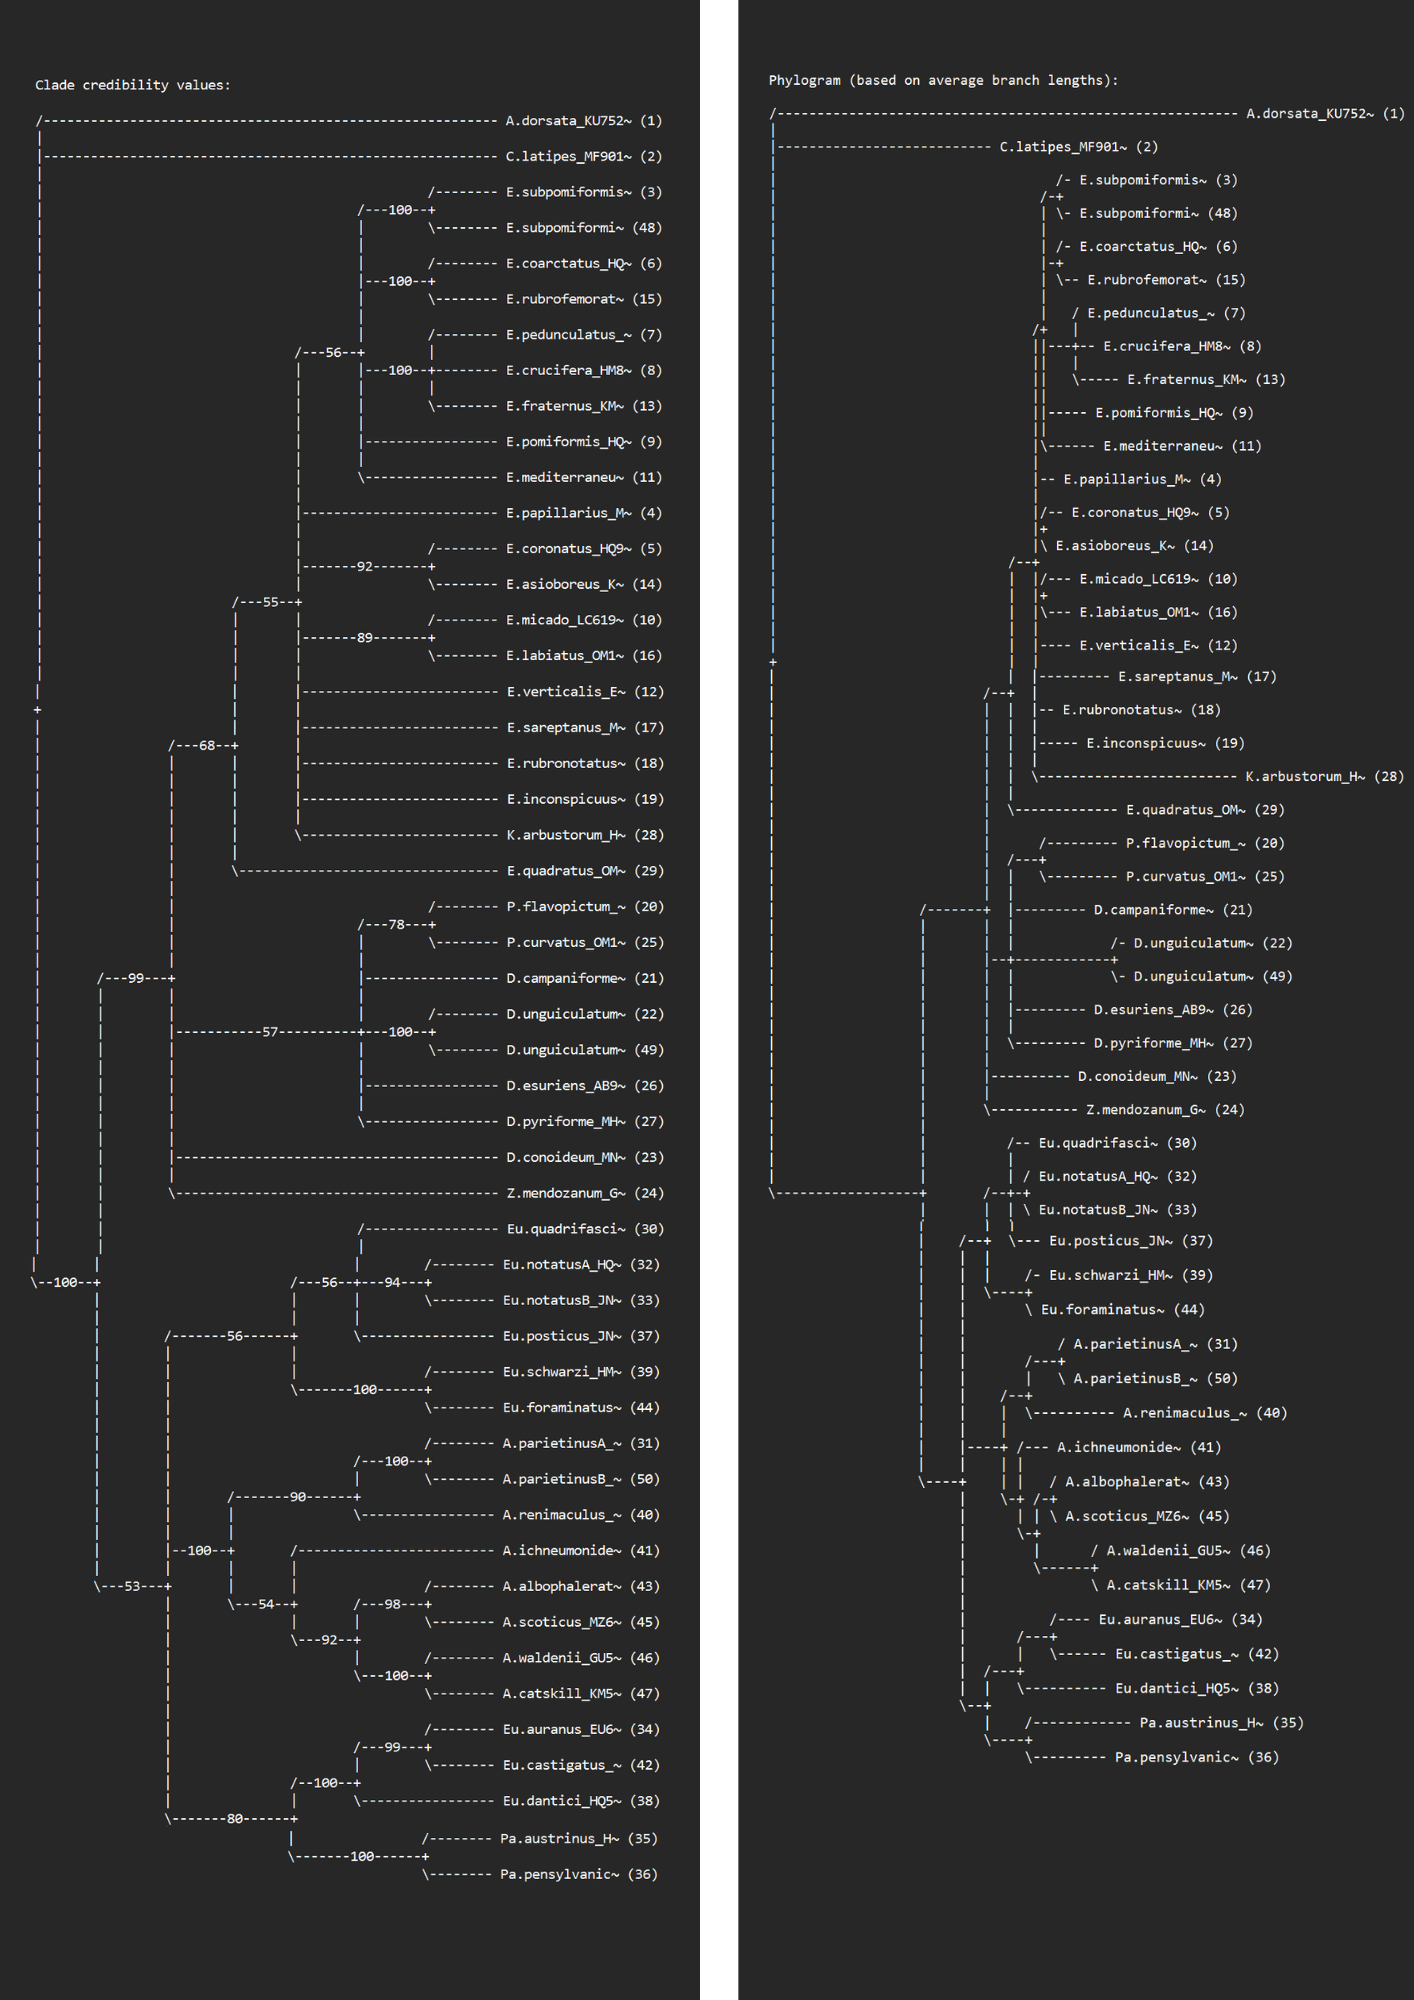 Clade credibility values:
A.dorsata_KU752~ (1)
C.latipes_MF901~ (2)
E.subpomiformis~ (3)
100
E.subpomiformi~ (48)
E.coarctatus_HQ~ (6)
100
E.rubrofemorat~ (15)
E.pedunculatus_~ (7)
56
E.crucifera_HM8~ (8)
100
E.fraternus_KM~ (13)
E.pomiformis_HQ~ (9)
E.mediterraneu~ (11)
E.papillarius_M~ (4)
E.coronatus_HQ9~ (5)
92
E.asioboreus_K~ (14)
55
E.micado_LC619~ (10)
89
E.labiatus_OM1~ (16)
E.verticalis_E~ (12)
E.sareptanus_M~ (17)
68
E.rubronotatus~ (18)
E.inconspicuus~ (19)
K.arbustorum_H~ (28)
E.quadratus_OM~ (29)
P.flavopictum_~ (20)
78
P.curvatus_OM1~ (25)
99
D.campaniforme~ (21)
D.unguiculatum~ (22)
57
100
D.unguiculatum~ (49)
D.esuriens_AB9~ (26)
D.pyriforme_MH~ (27)
D.conoideum_MN~ (23)
Z.mendozanum_G~ (24)
Eu.quadrifasci~ (30)
Eu.notatusA_HQ~ (32)
100
56
94
Eu.notatusB_JN~ (33)
56
Eu.posticus_JN~ (37)
Eu.schwarzi_HM~ (39)
100
Eu.foraminatus~ (44)
A.parietinusA_~ (31)
100
A.parietinusB_~ (50)
90
A.renimaculus_~ (40)
100
A.ichneumonide~ (41)
53
A.albophalerat~ (43)
54
98
A.scoticus_MZ6~ (45)
92
A.waldenii_GU5~ (46)
100
A.catskill_KM5~ (47)
Eu.auranus_EU6~ (34)
99
Eu.castigatus_~ (42)
100
Eu.dantici_HQ5~ (38)
80
Pa.austrinus_H~ (35)
100
Pa.pensylvanic~ (36)
Phylogram (based on average branch lengths):
A.dorsata_KU752~ (1)
C.latipes_MF901~ (2)
E.subpomiformis~ (3)
E.subpomiformi~ (48)
E.coarctatus_HQ~ (6)
E.rubrofemorat~ (15)
E.pedunculatus_~ (7)
E.crucifera_HM8~ (8)
E.fraternus_KM~ (13)
E.pomiformis_HQ~ (9)
E.mediterraneu~ (11)
E.papillarius_M~ (4)
E.coronatus_HQ9~ (5)
E.asioboreus_K~ (14)
E.micado_LC619~ (10)
E.labiatus_OM1~ (16)
E.verticalis_E~ (12)
E.sareptanus_M~ (17)
E.rubronotatus~ (18)
E.inconspicuus~ (19)
K.arbustorum_H~ (28)
E.quadratus_OM~ (29)
P.flavopictum_~ (20)
P.curvatus_OM1~ (25)
D.campaniforme~ (21)
D.unguiculatum~ (22)
D.unguiculatum~ (49)
D.esuriens_AB9~ (26)
D.pyriforme_MH~ (27)
D.conoideum_MN~ (23)
Z.mendozanum_G~ (24)
Eu.quadrifasci~ (30)
Eu.notatusA_HQ~ (32)
Eu.notatusB_JN~ (33)
Eu.posticus_JN~ (37)
Eu.schwarzi_HM~ (39)
Eu.foraminatus~ (44)
A.parietinusA_~ (31)
A.parietinusB_~ (50)
A.renimaculus_~ (40)
A.ichneumonide~ (41)
A.albophalerat~ (43)
A.scoticus_MZ6~ (45)
A.waldenii_GU5~ (46)
A.catskill_KM5~ (47)
Eu.auranus_EU6~ (34)
Eu.castigatus_~ (42)
Eu.dantici_HQ5~ (38)
Pa.austrinus_H~ (35)
Pa.pensylvanic~ (36)